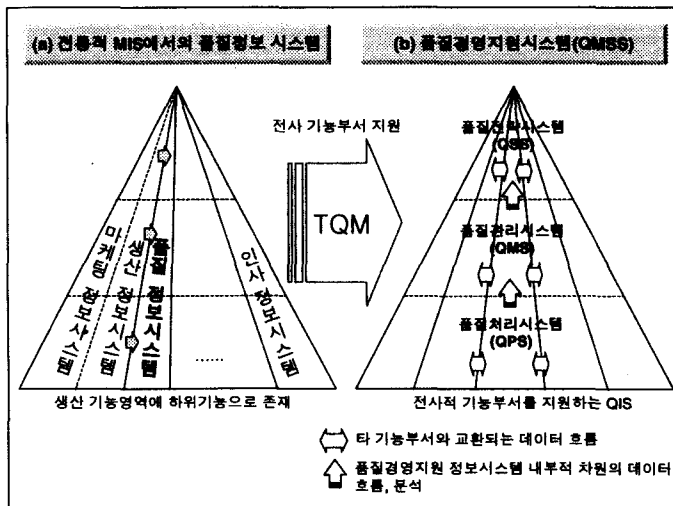 (a) 전통적 MIS에서의 품질정보 시스템
(b) 품질경영지원시스템(QMSS)
전사 기능부서 지원
TQM
마케팅 정보시스템
생산 정보시스템
품질 정보시스템
......
인사 정보시스템
품질전략시스템
(QSS)
품질관리시스템
(QMS)
품질처리시스템
(QPS)
생산 기능영역에 하위기능으로 존재
전사적 기능부서를 지원하는 QIS
타 기능부서와 교환되는 데이터 흐름
품질경영지원 정보시스템 내부적 차원의 데이터
흐름, 분석